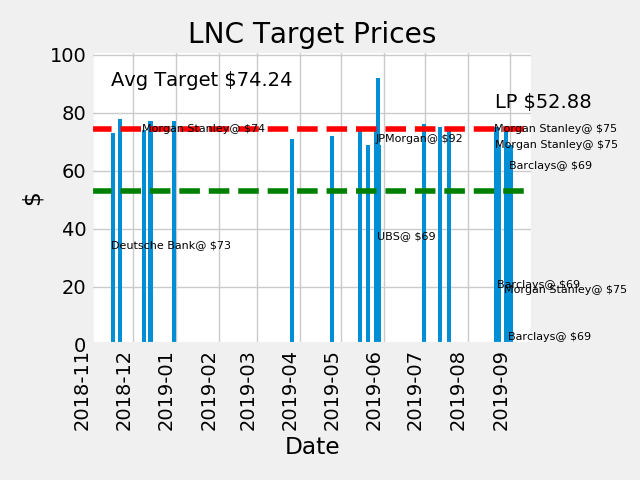 LNC Target Prices
100
80
60
40
20
0
$
Avg Target $74.24
LP $52.88
Morgan Stanley@ $74
Morgan Stanley@ $75
JPMorgan@ $92
Morgan Stanley@ $75
Barclays@ $69
UBS@ $69
Deutsche Bank@ $73
Barclays@ $69
Morgan Stanley@ $75
Barclays@ $69
2018-11
2018-12
2019-01
2019-02
2019-03
2019-04
2019-05
2019-06
2019-07
2019-08
2019-09
Date